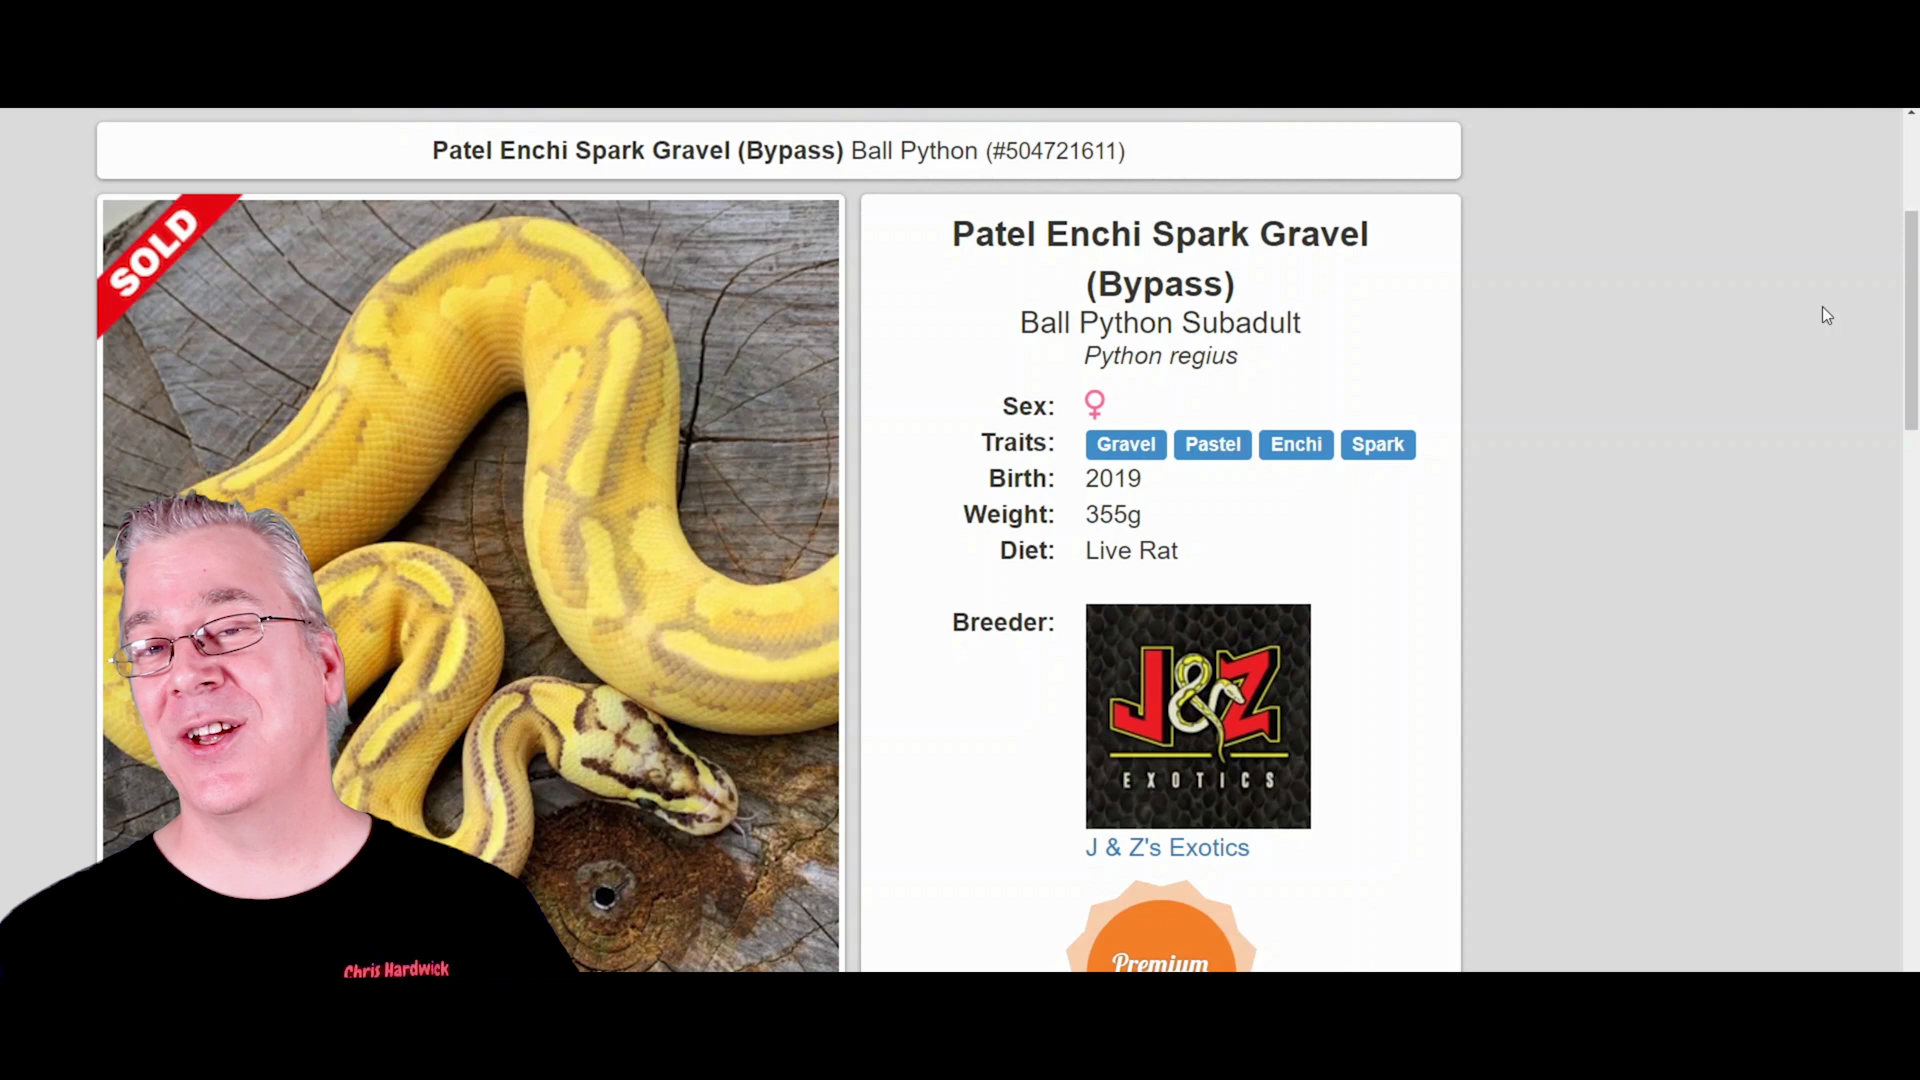 Patel Enchi Spark Gravel (Bypass) Ball Python (#504721611)
SOLD
Patel Enchi Spark Gravel
(Bypass)
Ball Python Subadult
Python regius
Sex: ♀
Traits: Gravel Pastel Enchi Spark
Birth: 2019
Weight: 355g
Diet: Live Rat
Breeder:
J&Z
EXOTICS
J & Z's Exotics
Premium
Chris Hardwick